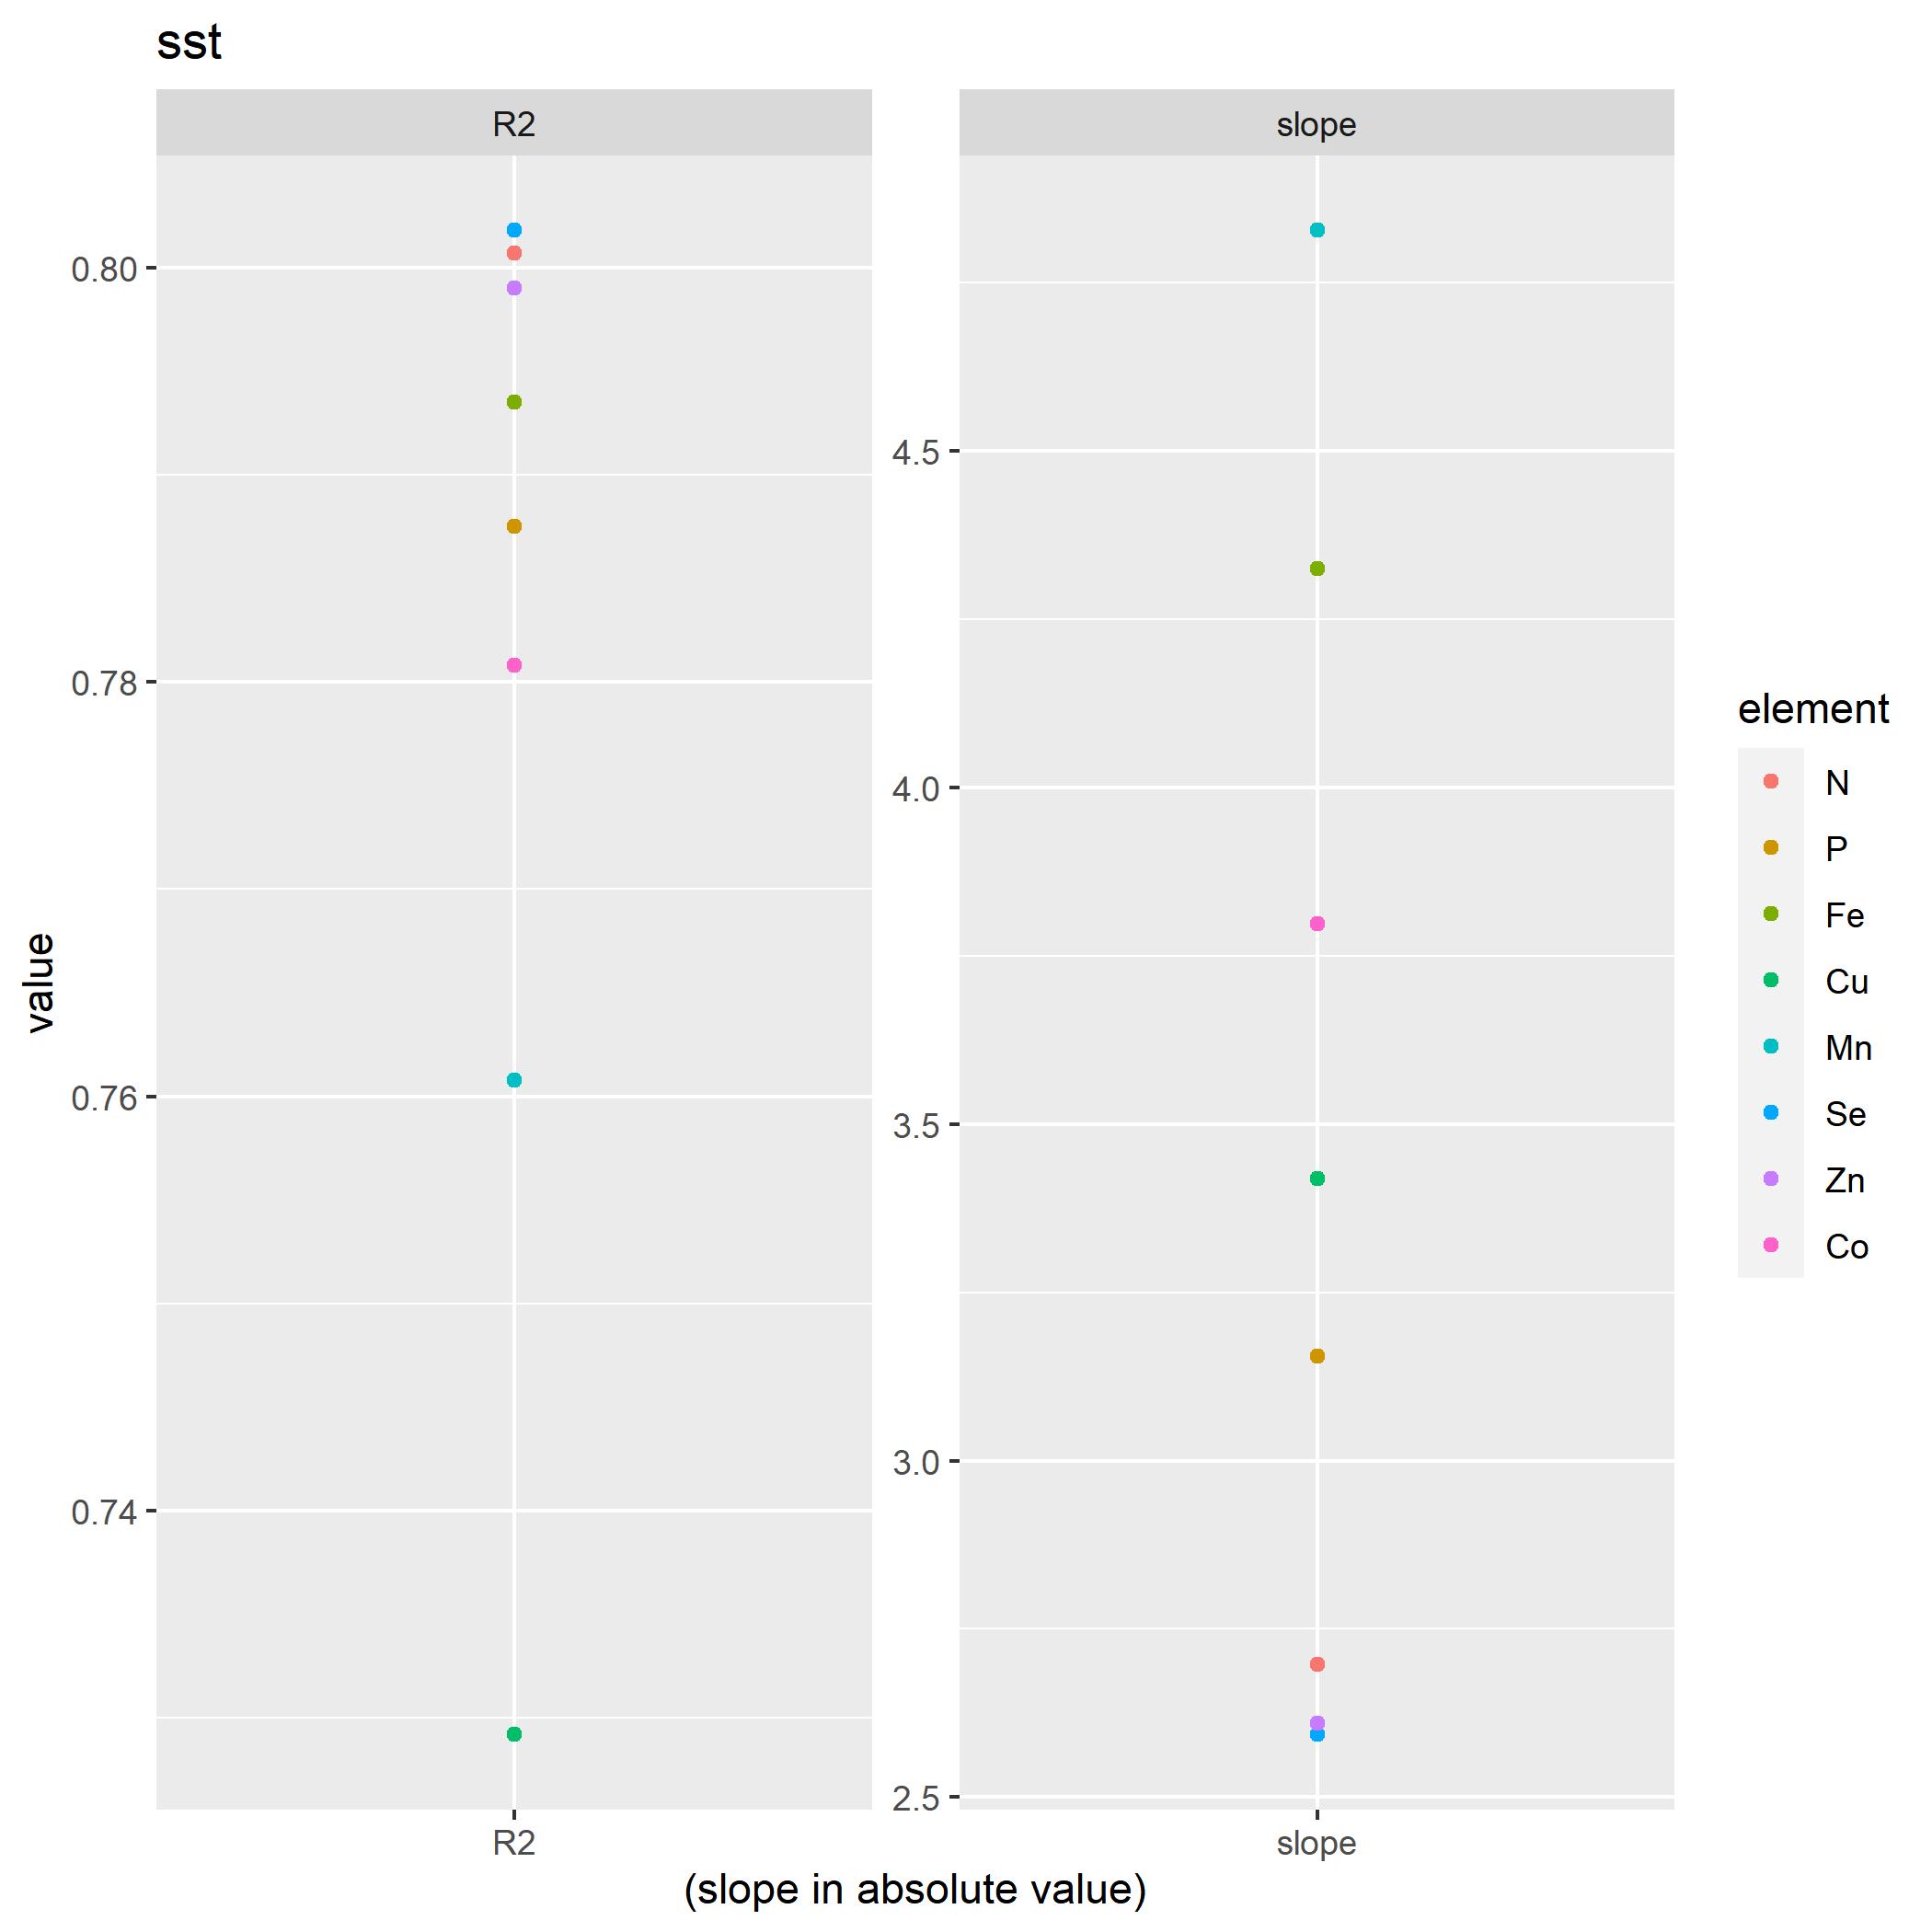 sst
R2
slope
value
0.80
0.78
0.76
0.74
4.5
4.0
3.5
3.0
2.5
R2
slope
(slope in absolute value)
element
N
P
Fe
Cu
Mn
Se
Zn
Co